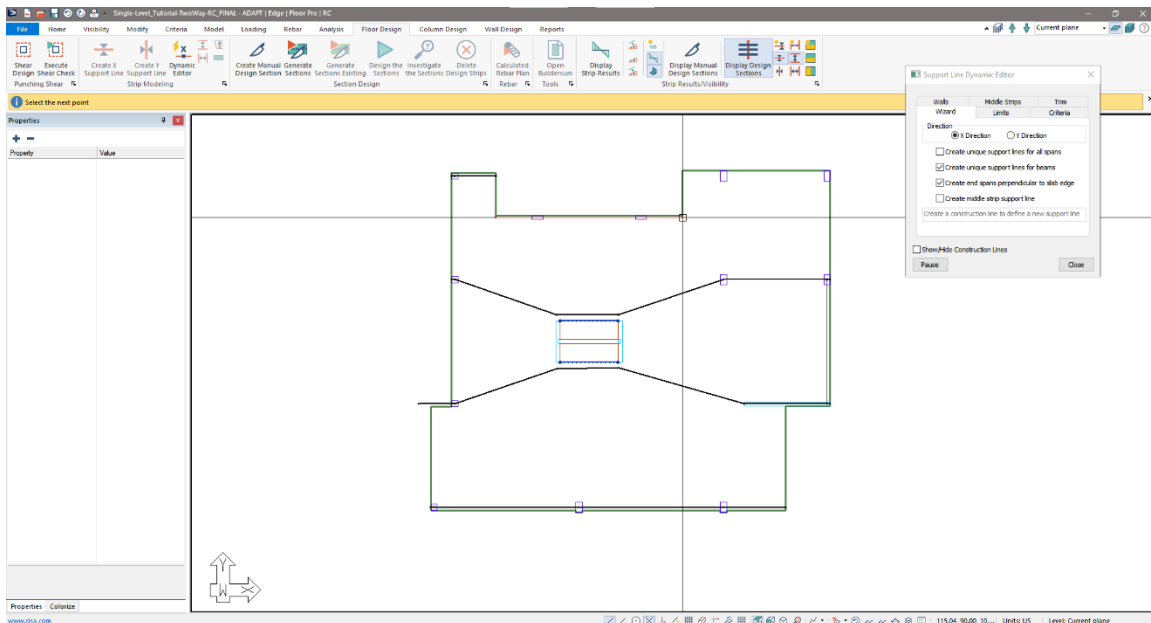 Single-Level_Tutorial-TwoWay-RC_FINAL - ADAPT | Edge | Floor Pro | RC
File Home Visibility Modify Criteria Model Loading Rebar Analysis Floor Design Column Design Wall Design Reports Current plane
Shear Execute Create X Create Y Dynamic Create Manual Generate Generate Design the Investigate Delete Calculated Open Display Display Manual Display Design
Design Shear Check Support Line Support Line Editor Design Section Sections Sections Existing Sections the Sections Design Strips Rebar Plan Buildersum Strip Results Design Sections Sections
Punching Shear Strip Modeling Section Design Rebar Tools Strip Results/Visibility
Select the next point
Properties
Property Value
Support Line Dynamic Editor
Walls Middle Strips Trim
Wizard Limits Criteria
Direction
X Direction Y Direction
Create unique support lines for all spans
Create unique support lines for beams
Create end spans perpendicular to slab edge
Create middle strip support line
Create a construction line to define a new support line
Show/Hide Construction Lines
Pause Close
Y
W X
Properties Colorize
www.risa.com 115.04, 90.00, 10... Units: US Level: Current plane